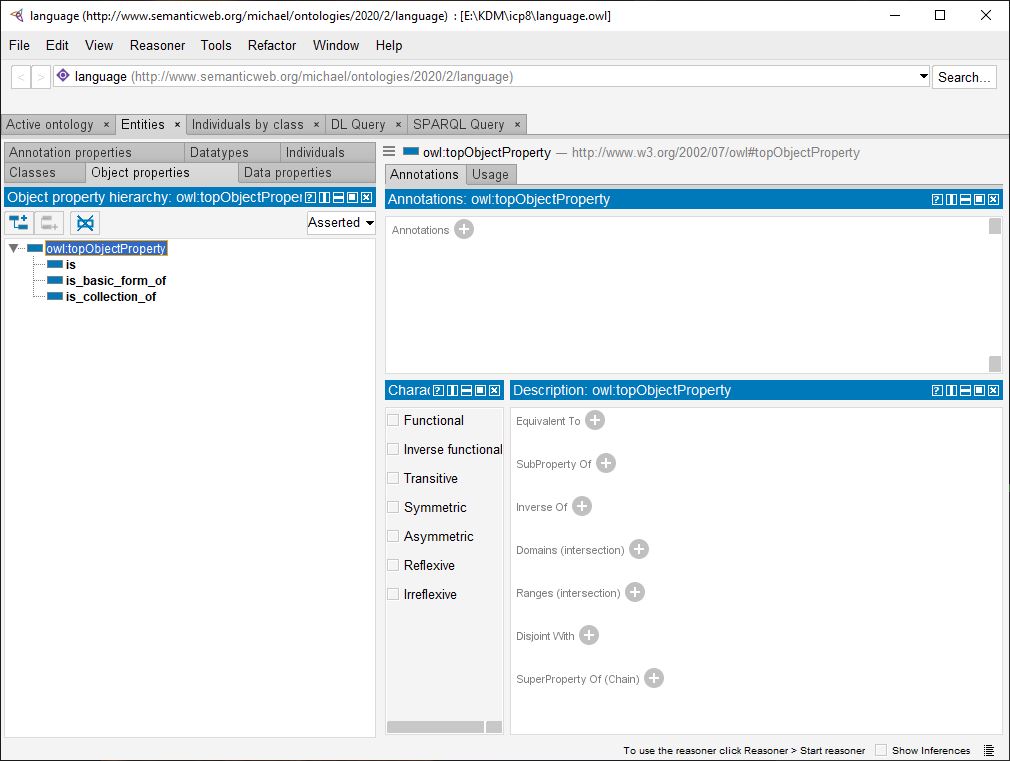 language (http://www.semanticweb.org/michael/ontologies/2020/2/language) : [E:\KDM\icp8\language.owl]
File Edit View Reasoner Tools Refactor Window Help
< > language (http://www.semanticweb.org/michael/ontologies/2020/2/language) Search...
Active ontology × Entities × Individuals by class × DL Query × SPARQL Query ×
Annotation properties Datatypes Individuals
Classes Object properties Data properties
Object property hierarchy: owl:topObjectProper
Asserted
owl:topObjectProperty
is
is_basic_form_of
is_collection_of
owl:topObjectProperty — http://www.w3.org/2002/07/owl#topObjectProperty
Annotations Usage
Annotations: owl:topObjectProperty
Annotations
Charac
Functional
Inverse functional
Transitive
Symmetric
Asymmetric
Reflexive
Irreflexive
Description: owl:topObjectProperty
Equivalent To
SubProperty Of
Inverse Of
Domains (intersection)
Ranges (intersection)
Disjoint With
SuperProperty Of (Chain)
To use the reasoner click Reasoner > Start reasoner Show Inferences